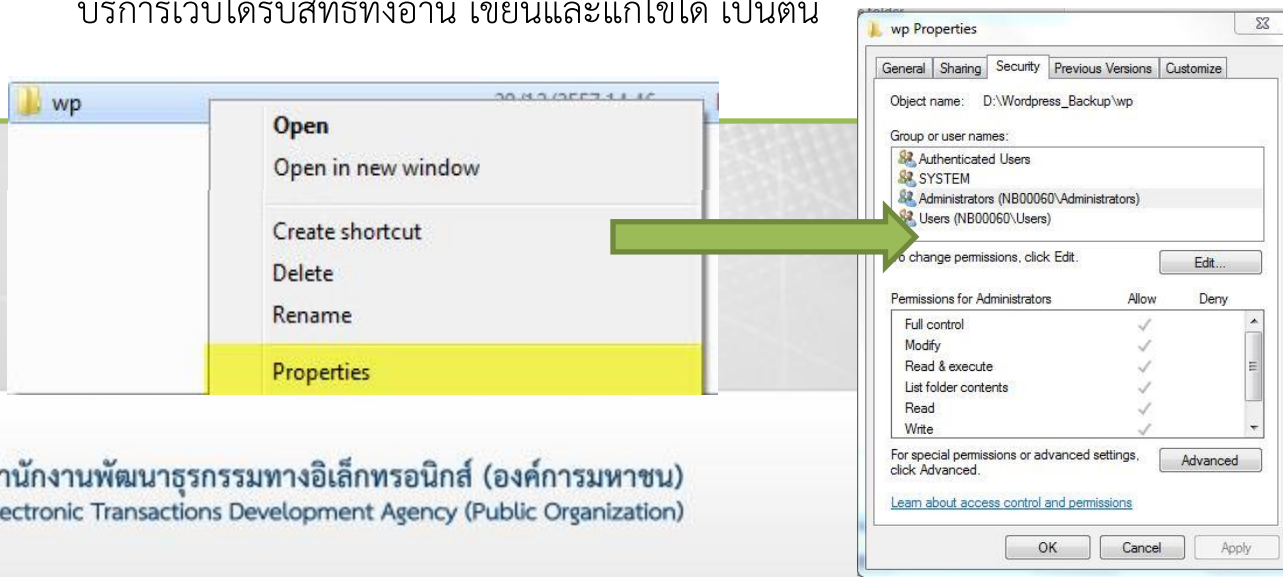 บริการเว็บได้รับสิทธิ์ทั้งอ่าน เขียนและแก้ไขได้ เป็นต้น
wp
Open
Open in new window
Create shortcut
Delete
Rename
Properties
wp Properties
General Sharing Security Previous Versions Customize
Object name: D:\Wordpress_Backup\wp
Group or user names:
Authenticated Users
SYSTEM
Administrators (NB00060\Administrators)
Users (NB00060\Users)
change permissions, click Edit.
Edit...
Permissions for Administrators Allow Deny
Full control
Modify
Read & execute
List folder contents
Read
Write
For special permissions or advanced settings, click Advanced.
Advanced
Learn about access control and permissions
OK Cancel Apply
านักงานพัฒนาธุรกรรมทางอิเล็กทรอนิกส์ (องค์การมหาชน)
ectronic Transactions Development Agency (Public Organization)